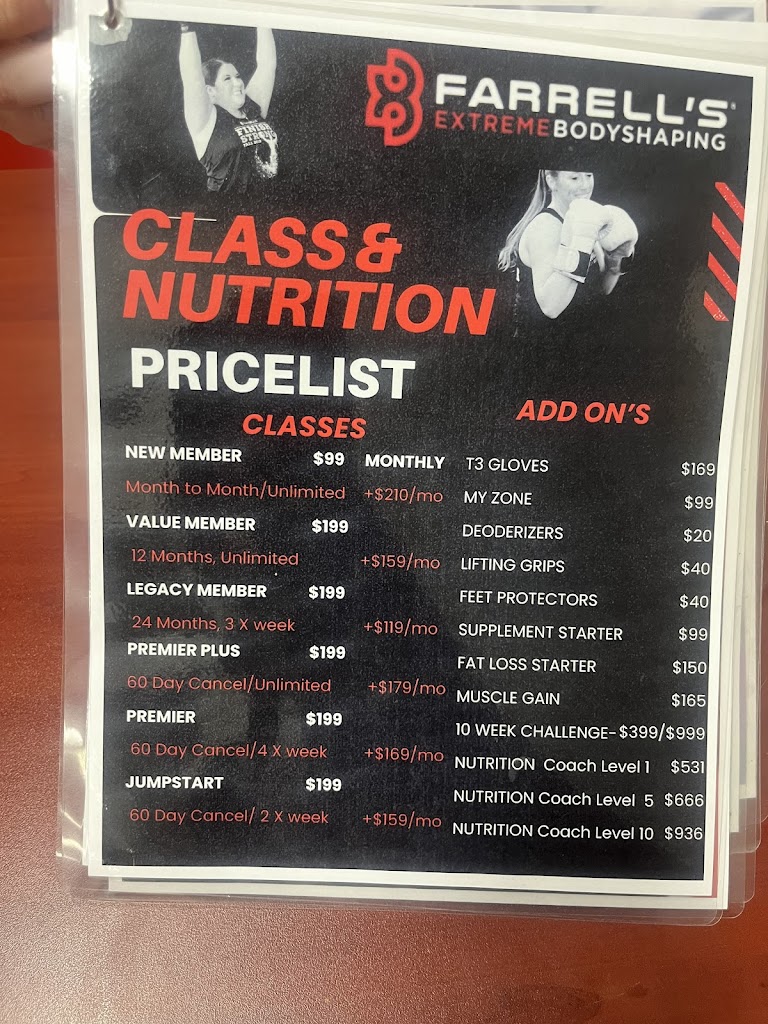 FINISH
STRONG
FARRELL'S
EXTREMEBODYSHAPING
CLASS &
NUTRITION
PRICELIST
CLASSES
NEW MEMBER $99 MONTHLY
Month to Month/Unlimited +$210/mo
VALUE MEMBER $199
12 Months, Unlimited +$159/mo
LEGACY MEMBER $199
24 Months, 3 X week +$119/mo
PREMIER PLUS $199
60 Day Cancel/Unlimited +$179/mo
PREMIER $199
60 Day Cancel/4 X week +$169/mo
JUMPSTART $199
60 Day Cancel/ 2 X week +$159/mo
ADD ON'S
T3 GLOVES $169
MY ZONE $99
DEODERIZERS $20
LIFTING GRIPS $40
FEET PROTECTORS $40
SUPPLEMENT STARTER $99
FAT LOSS STARTER $150
MUSCLE GAIN $165
10 WEEK CHALLENGE-$399/$999
NUTRITION Coach Level 1 $531
NUTRITION Coach Level 5 $666
NUTRITION Coach Level 10 $936